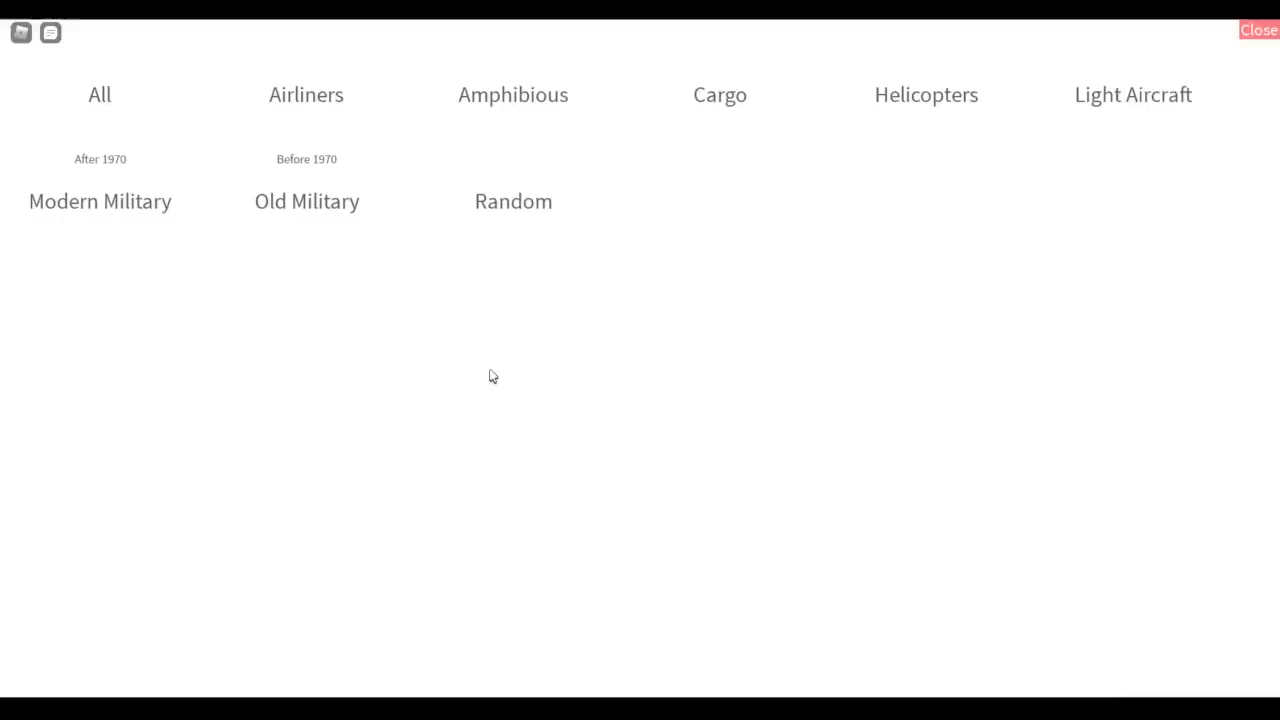 Close
All
Airliners
Amphibious
Cargo
Helicopters
Light Aircraft
After 1970
Modern Military
Before 1970
Old Military
Random